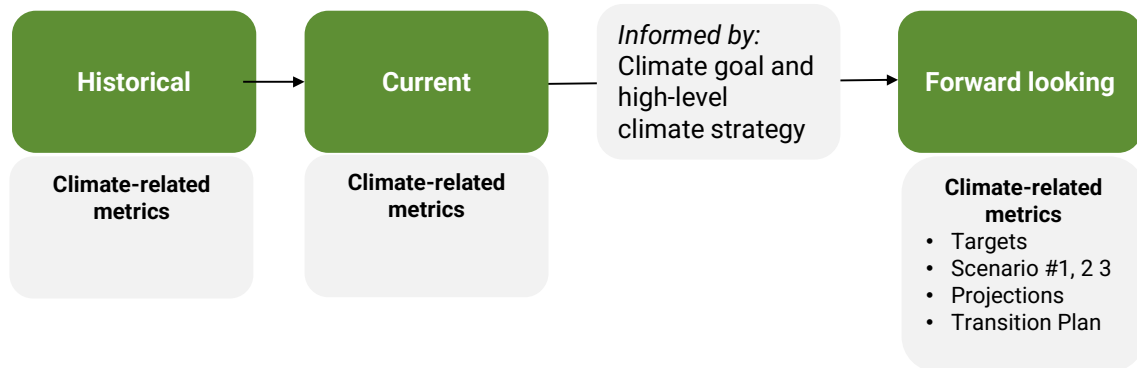 Historical
Current
Informed by:
Climate goal and
high-level
climate strategy
Forward looking
Climate-related
metrics
Climate-related
metrics
Climate-related
metrics
• Targets
• Scenario #1, 2 3
• Projections
• Transition Plan